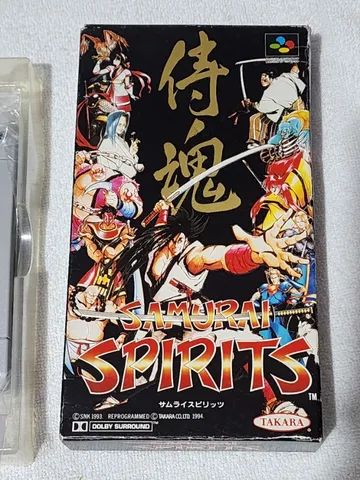 侍魂
SAMURAI
SPIRITS
TM
サムライスピリッツ
©SNK 1993. REPROGRAMMED ©TAKARA CO.,LTD. 1994.
DOLBY SURROUND
TAKARA